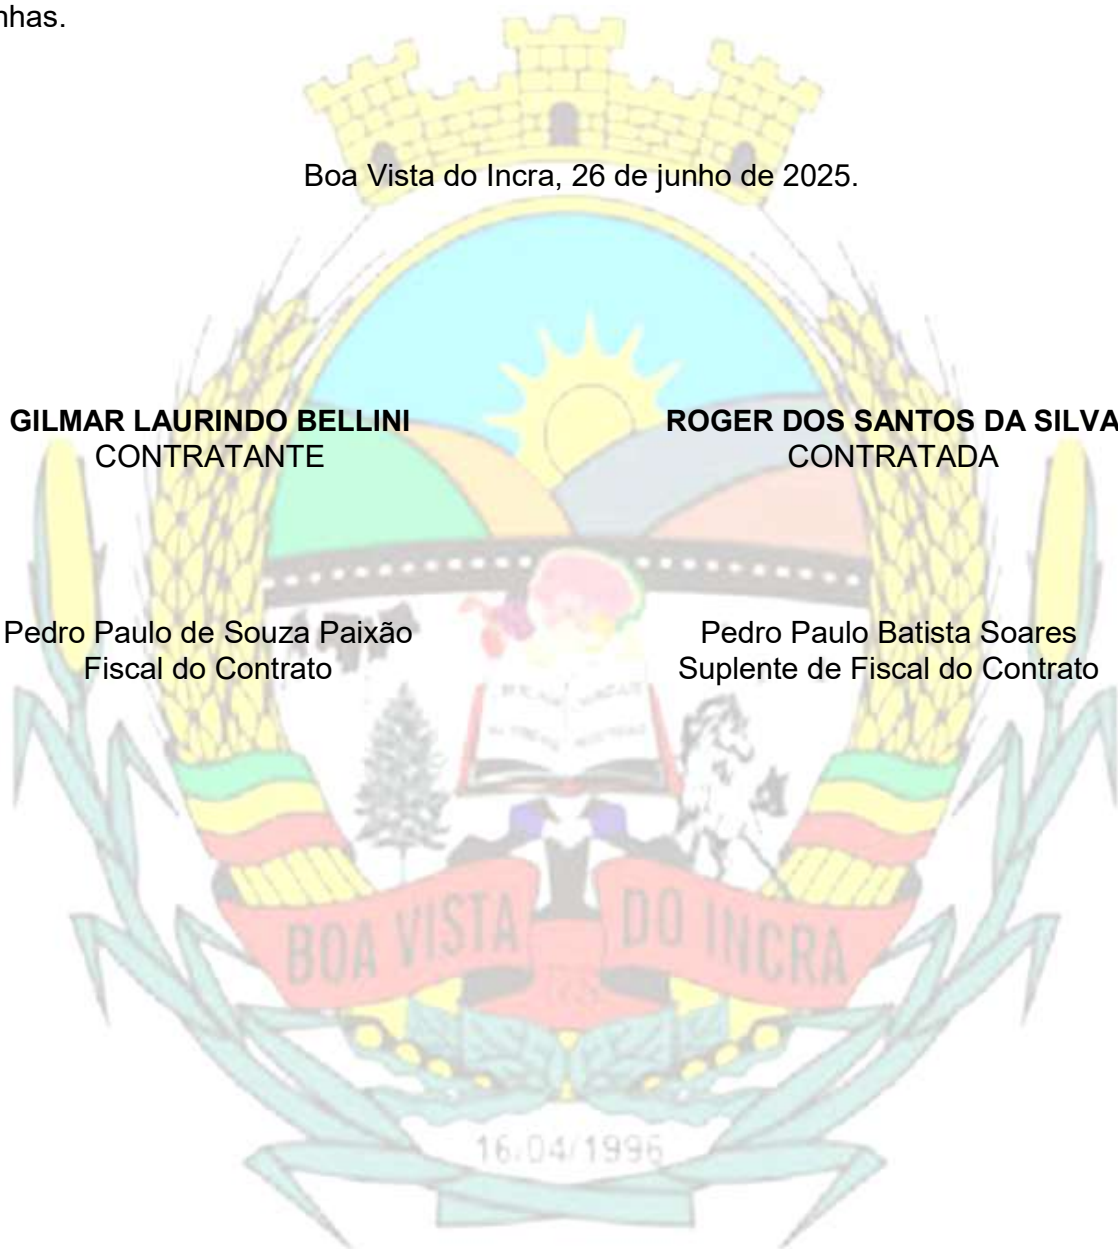 nhas.
Boa Vista do Incra, 26 de junho de 2025.
GILMAR LAURINDO BELLINI
CONTRATANTE
ROGER DOS SANTOS DA SILVA
CONTRATADA
Pedro Paulo de Souza Paixão
Fiscal do Contrato
Pedro Paulo Batista Soares
Suplente de Fiscal do Contrato
BOA VISTA DO INCRA
16/04/1996